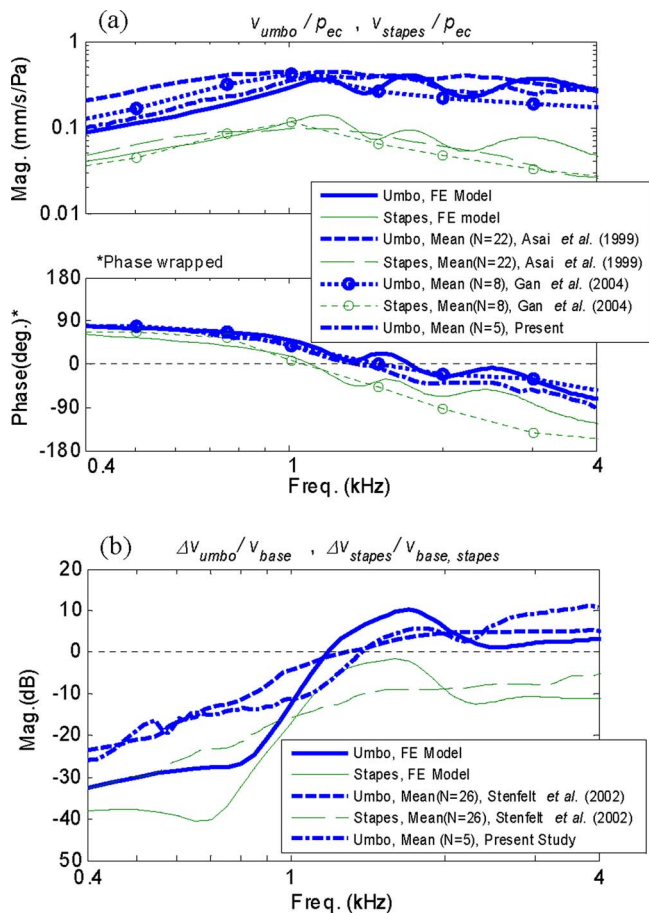 (a)
v_umbo / p_ec , v_stapes / p_ec
Mag. (mm/s/Pa)
1
0.1
0.01
Umbo, FE Model
Stapes, FE model
Umbo, Mean (N=22), Asai et al. (1999)
Stapes, Mean(N=22), Asai et al. (1999)
Umbo, Mean (N=8), Gan et al. (2004)
Stapes, Mean(N=8), Gan et al. (2004)
Umbo, Mean (N=5), Present
*Phase wrapped
Phase(deg.)*
180
90
0
-90
-180
0.4
1
4
Freq. (kHz)
(b)
Δv_umbo / v_base , Δv_stapes / v_base, stapes
Mag.(dB)
20
10
0
-10
-20
-30
-40
50
Umbo, FE Model
Stapes, FE Model
Umbo, Mean(N=26), Stenfelt et al. (2002)
Stapes, Mean(N=26), Stenfelt et al. (2002)
Umbo, Mean (N=5), Present Study
0.4
1
4
Freq. (kHz)